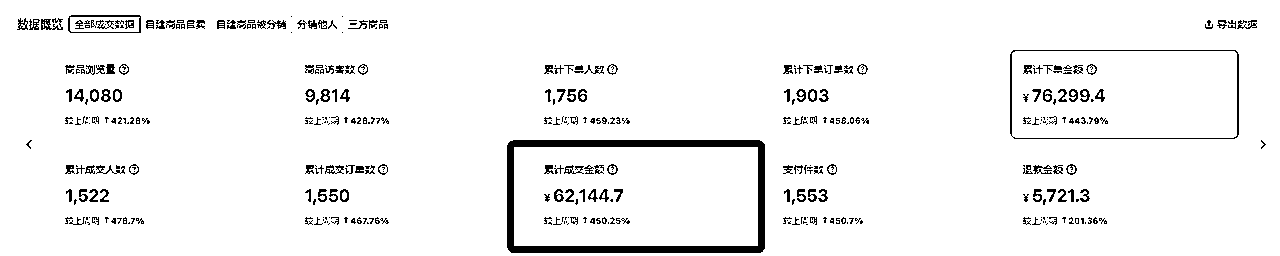 数据概览 全部成交数据 自建商品自卖 自建商品被分销 分销他人 三方商品 导出数据
商品浏览量 商品访客数 累计下单人数 累计下单订单数 累计下单金额
14,080 9,814 1,756 1,903 ¥76,299.4
较上周期 ↑421.28% 较上周期 ↑428.77% 较上周期 ↑459.23% 较上周期 ↑458.06% 较上周期 ↑443.79%
累计成交人数 累计成交订单数 累计成交金额 支付件数 退款金额
1,522 1,550 ¥62,144.7 1,553 ¥5,721.3
较上周期 ↑478.7% 较上周期 ↑467.76% 较上周期 ↑450.25% 较上周期 ↑450.7% 较上周期 ↑201.36%